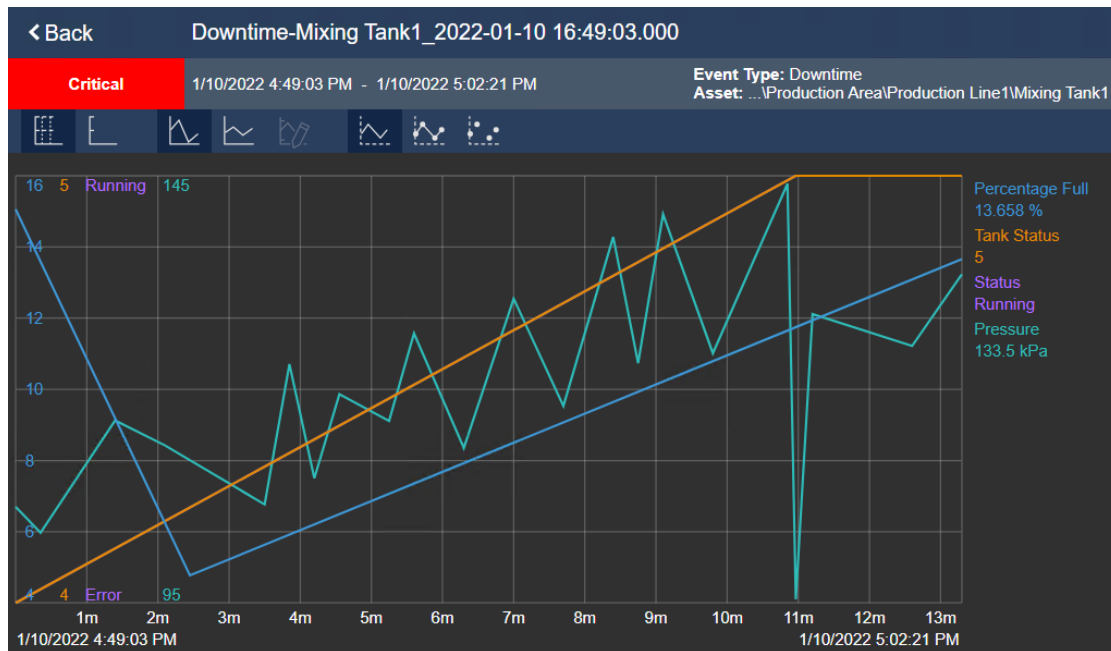 Back
Downtime-Mixing Tank1_2022-01-10 16:49:03.000
Critical
1/10/2022 4:49:03 PM - 1/10/2022 5:02:21 PM
Event Type: Downtime
Asset: ...\Production Area\Production Line1\Mixing Tank1
16 5 Running 145
14
12
10
8
6
4 4 Error 95
1m 2m 3m 4m 5m 6m 7m 8m 9m 10m 11m 12m 13m
1/10/2022 4:49:03 PM
1/10/2022 5:02:21 PM
Percentage Full
13.658 %
Tank Status
5
Status
Running
Pressure
133.5 kPa